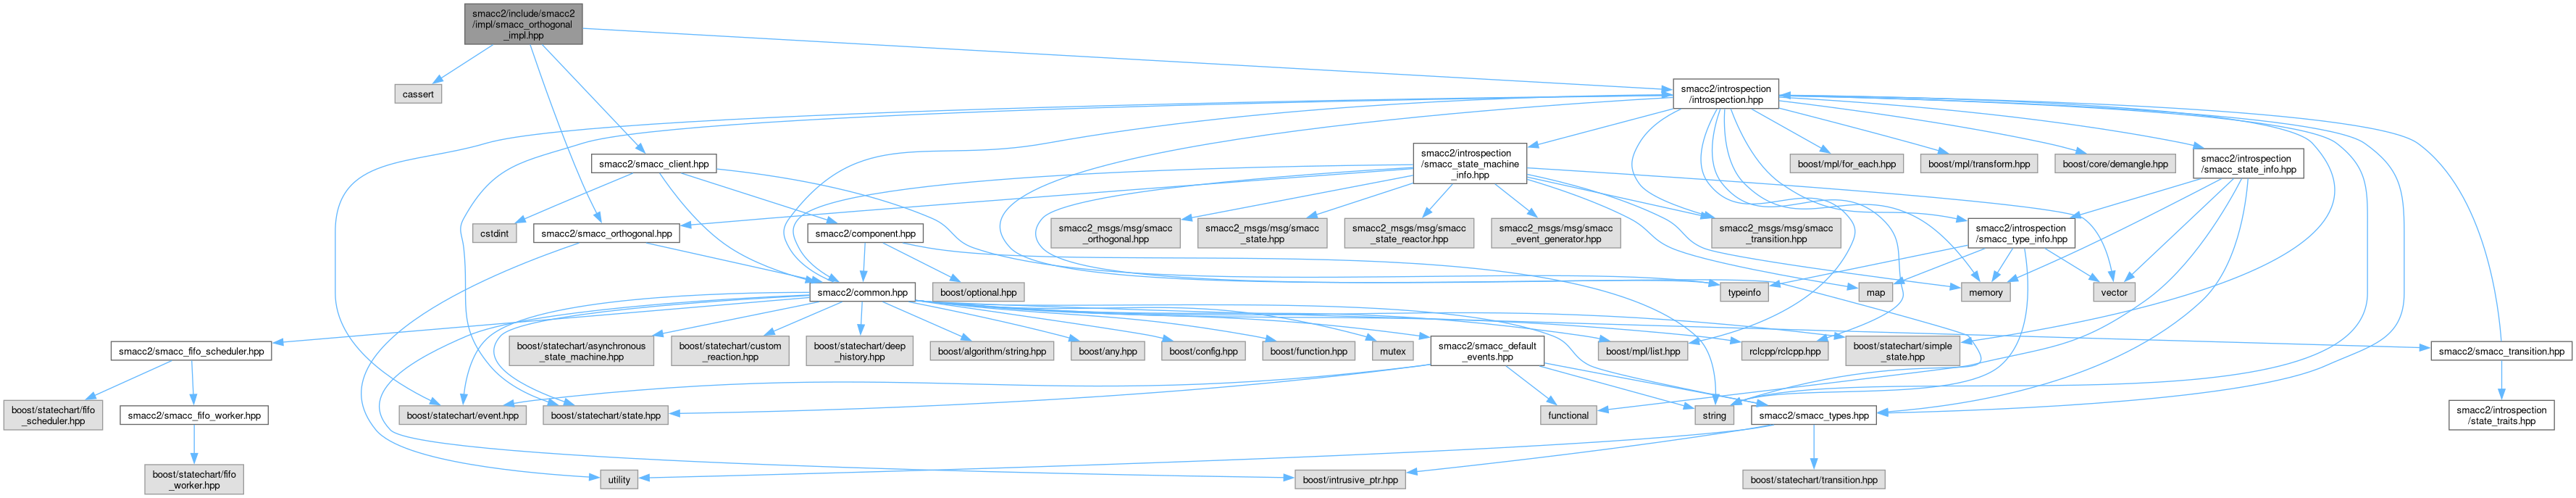 smacc2/include/smacc2
/impl/smacc_orthogonal
_impl.hpp
cassert
smacc2/introspection
/introspection.hpp
smacc2/smacc_client.hpp
smacc2/introspection
/smacc_state_machine
_info.hpp
boost/mpl/for_each.hpp
boost/mpl/transform.hpp
boost/core/demangle.hpp
smacc2/introspection
/smacc_state_info.hpp
cstdint
smacc2/smacc_orthogonal.hpp
smacc2/component.hpp
smacc2_msgs/msg/smacc
_orthogonal.hpp
smacc2_msgs/msg/smacc
_state.hpp
smacc2_msgs/msg/smacc
_state_reactor.hpp
smacc2_msgs/msg/smacc
_event_generator.hpp
smacc2_msgs/msg/smacc
_transition.hpp
smacc2/introspection
/smacc_type_info.hpp
smacc2/common.hpp
boost/optional.hpp
typeinfo
map
memory
vector
smacc2/smacc_fifo_scheduler.hpp
boost/statechart/asynchronous
_state_machine.hpp
boost/statechart/custom
_reaction.hpp
boost/statechart/deep
_history.hpp
boost/algorithm/string.hpp
boost/any.hpp
boost/config.hpp
boost/function.hpp
mutex
smacc2/smacc_default
_events.hpp
boost/mpl/list.hpp
rclcpp/rclcpp.hpp
boost/statechart/simple
_state.hpp
smacc2/smacc_transition.hpp
boost/statechart/fifo
_scheduler.hpp
smacc2/smacc_fifo_worker.hpp
boost/statechart/event.hpp
boost/statechart/state.hpp
functional
string
smacc2/smacc_types.hpp
smacc2/introspection
/state_traits.hpp
boost/statechart/fifo
_worker.hpp
utility
boost/intrusive_ptr.hpp
boost/statechart/transition.hpp